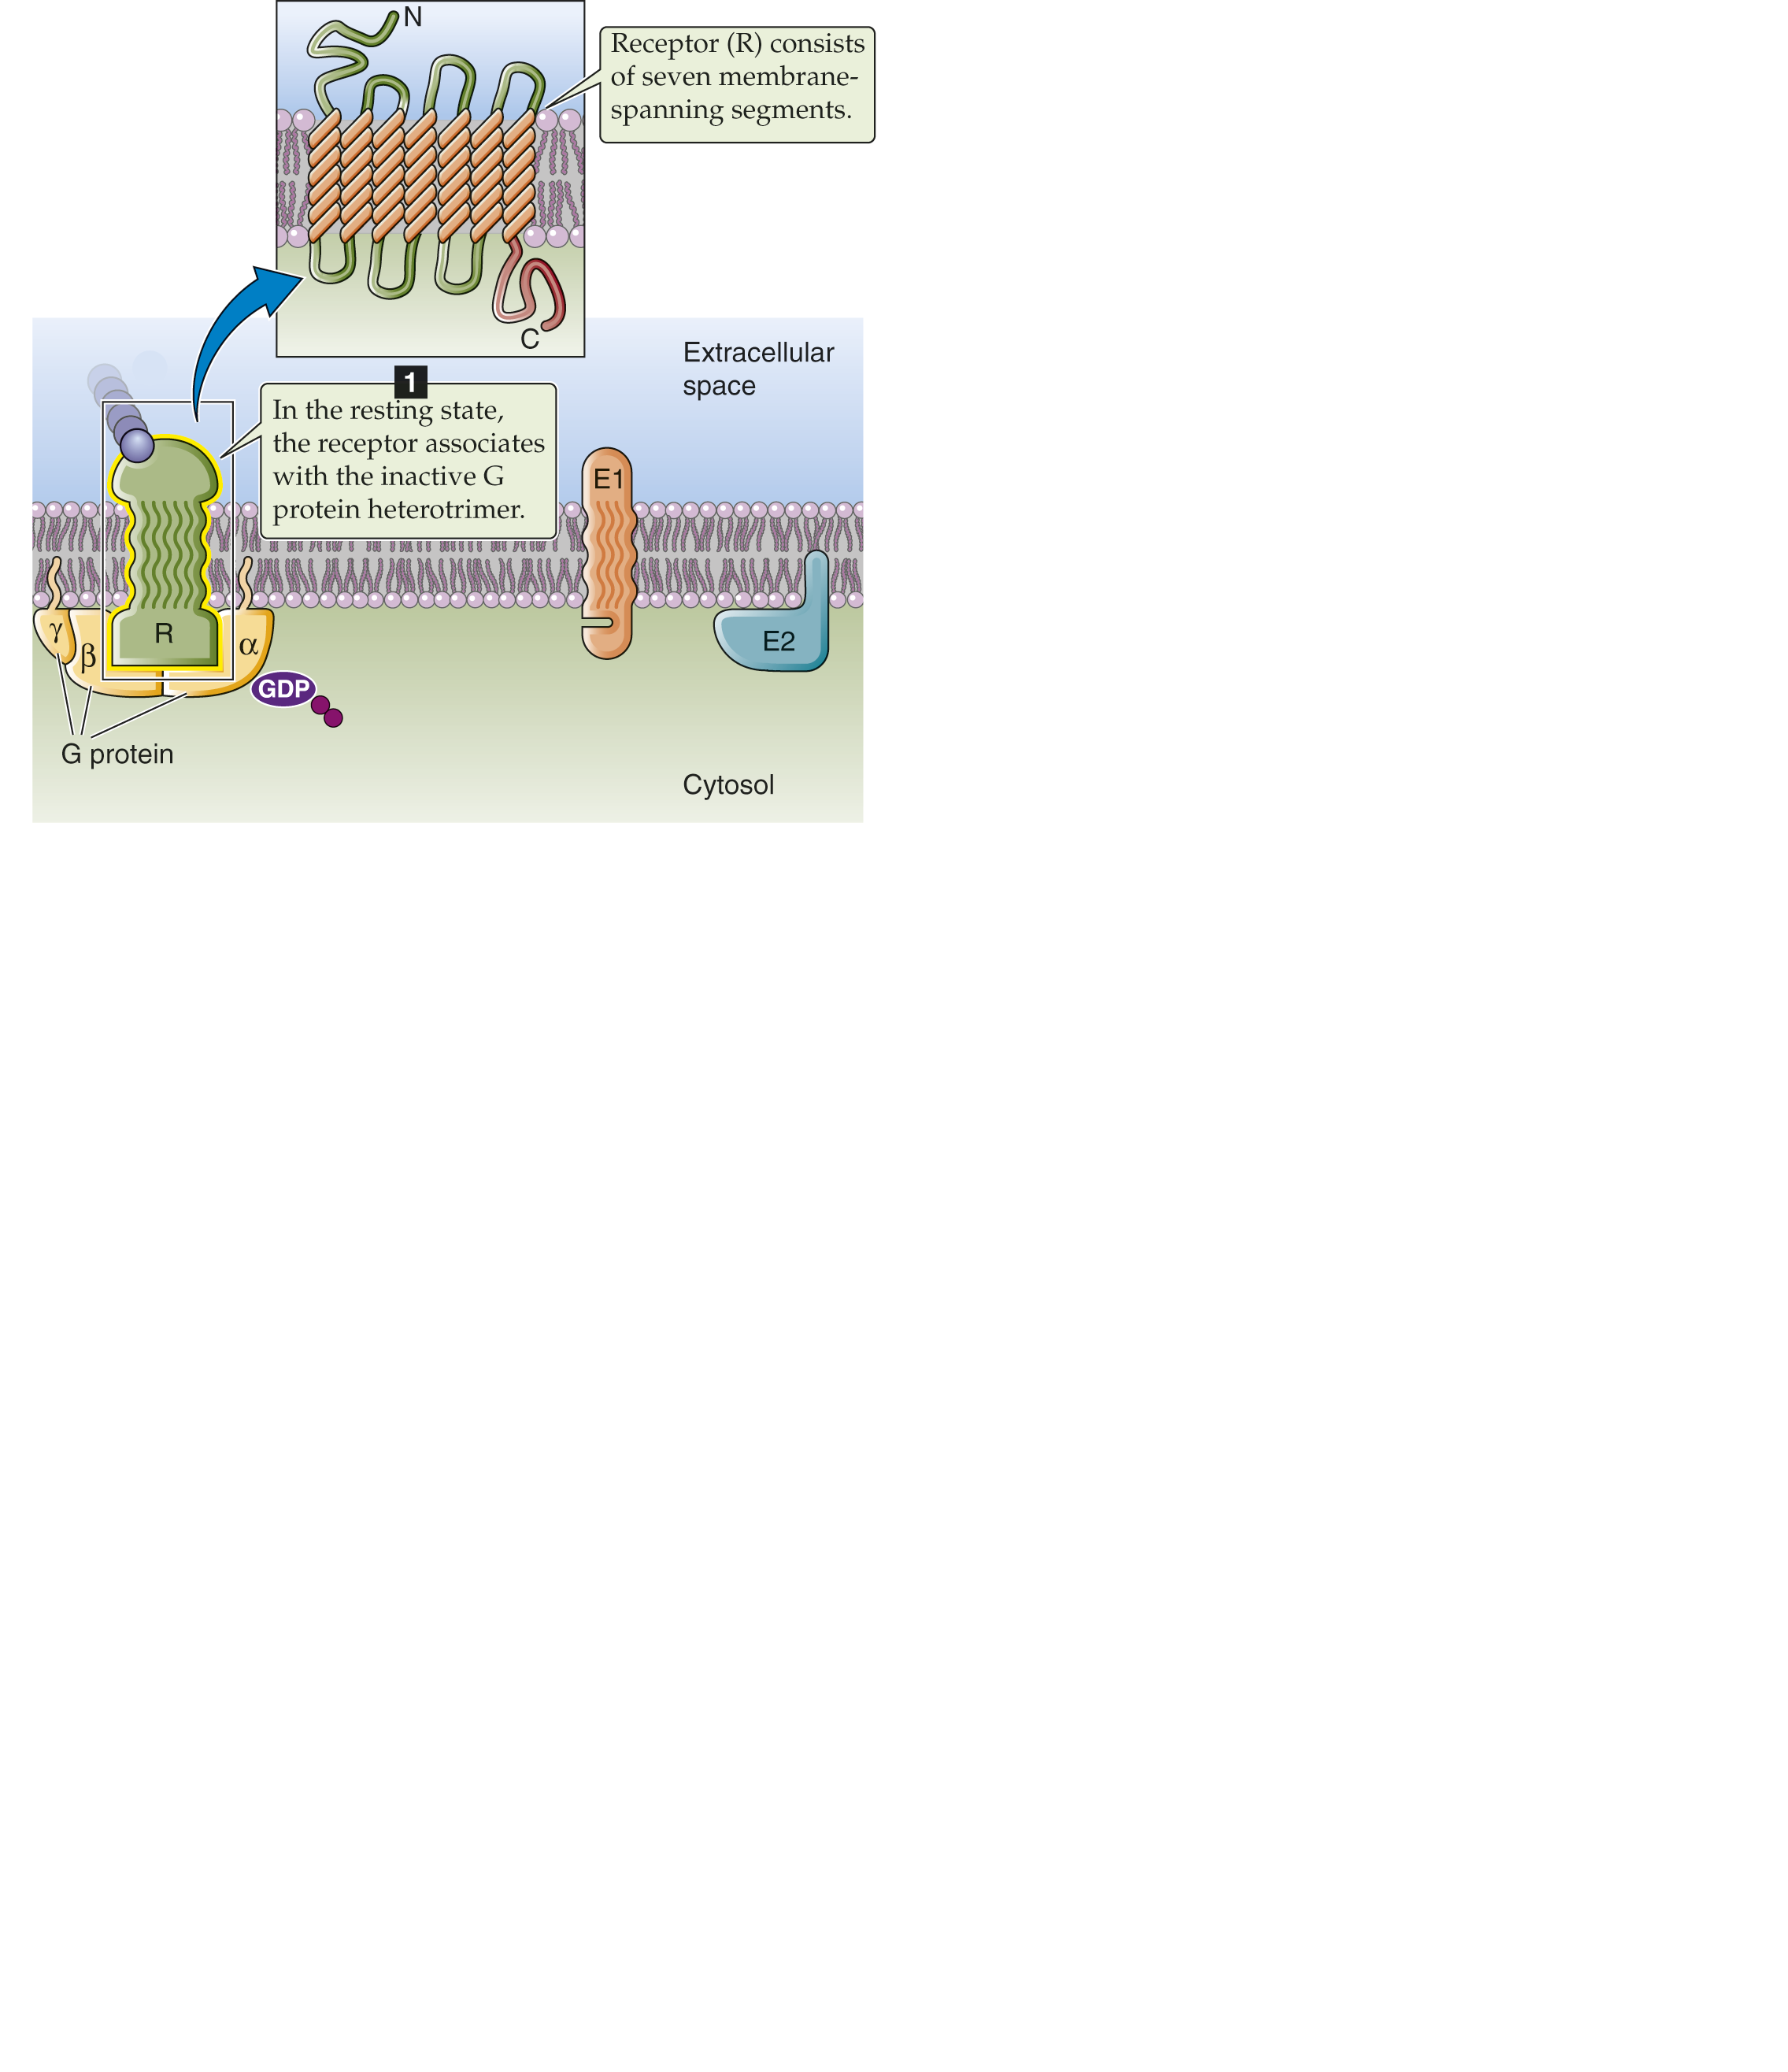 N
Receptor (R) consists
of seven membrane-
spanning segments.
C
Extracellular
space
1
In the resting state,
the receptor associates
with the inactive G
protein heterotrimer.
E1
γ
β
R
α
E2
GDP
G protein
Cytosol